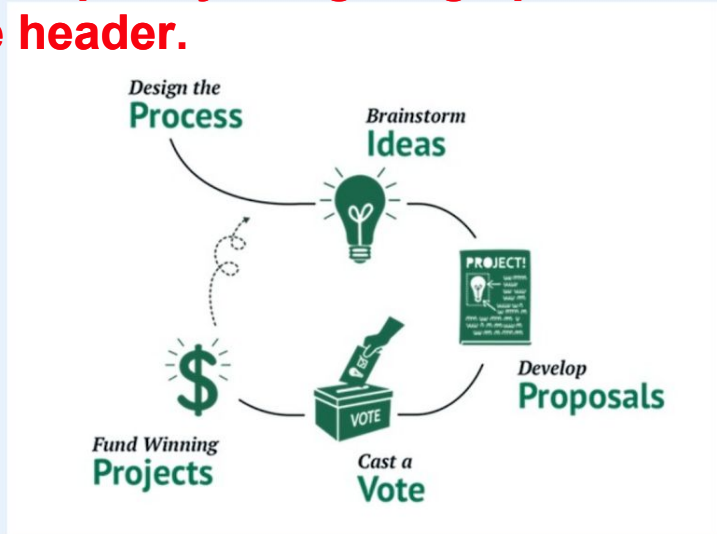 header.
Design the
Process
Brainstorm
Ideas
PROJECT!
Develop
Proposals
VOTE
Cast a
Vote
Fund Winning
Projects